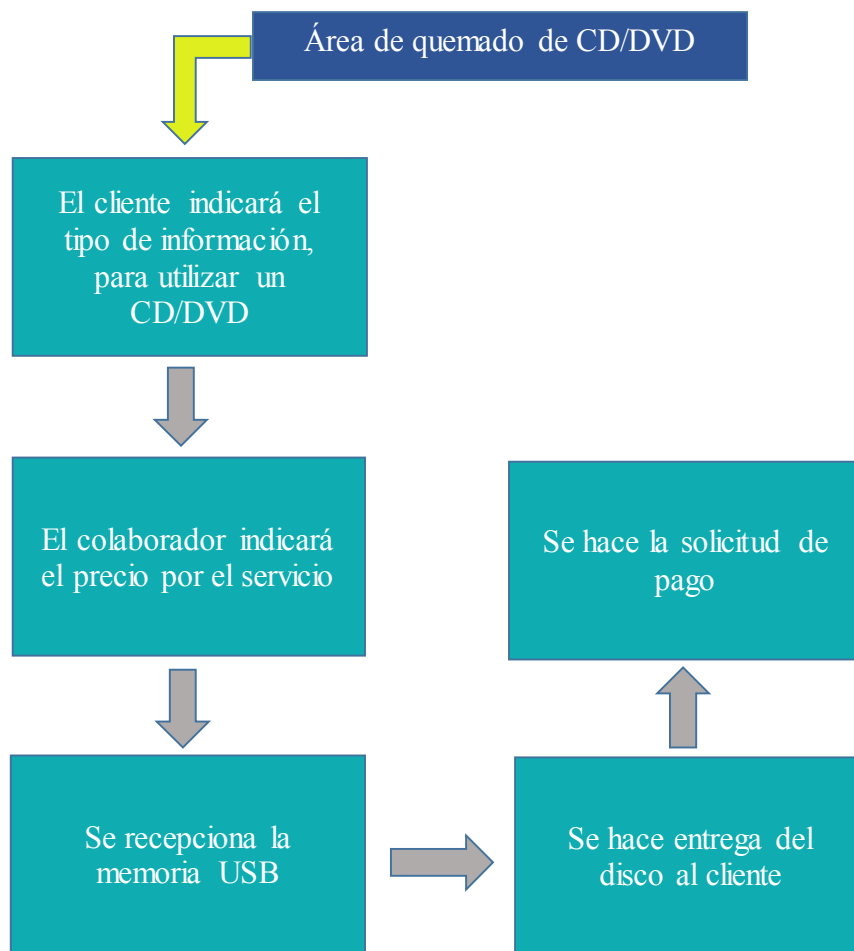 Área de quemado de CD/DVD
El cliente indicará el
tipo de información,
para utilizar un
CD/DVD
El colaborador indicará
el precio por el servicio
Se recepciona la
memoria USB
Se hace entrega del
disco al cliente
Se hace la solicitud de
pago